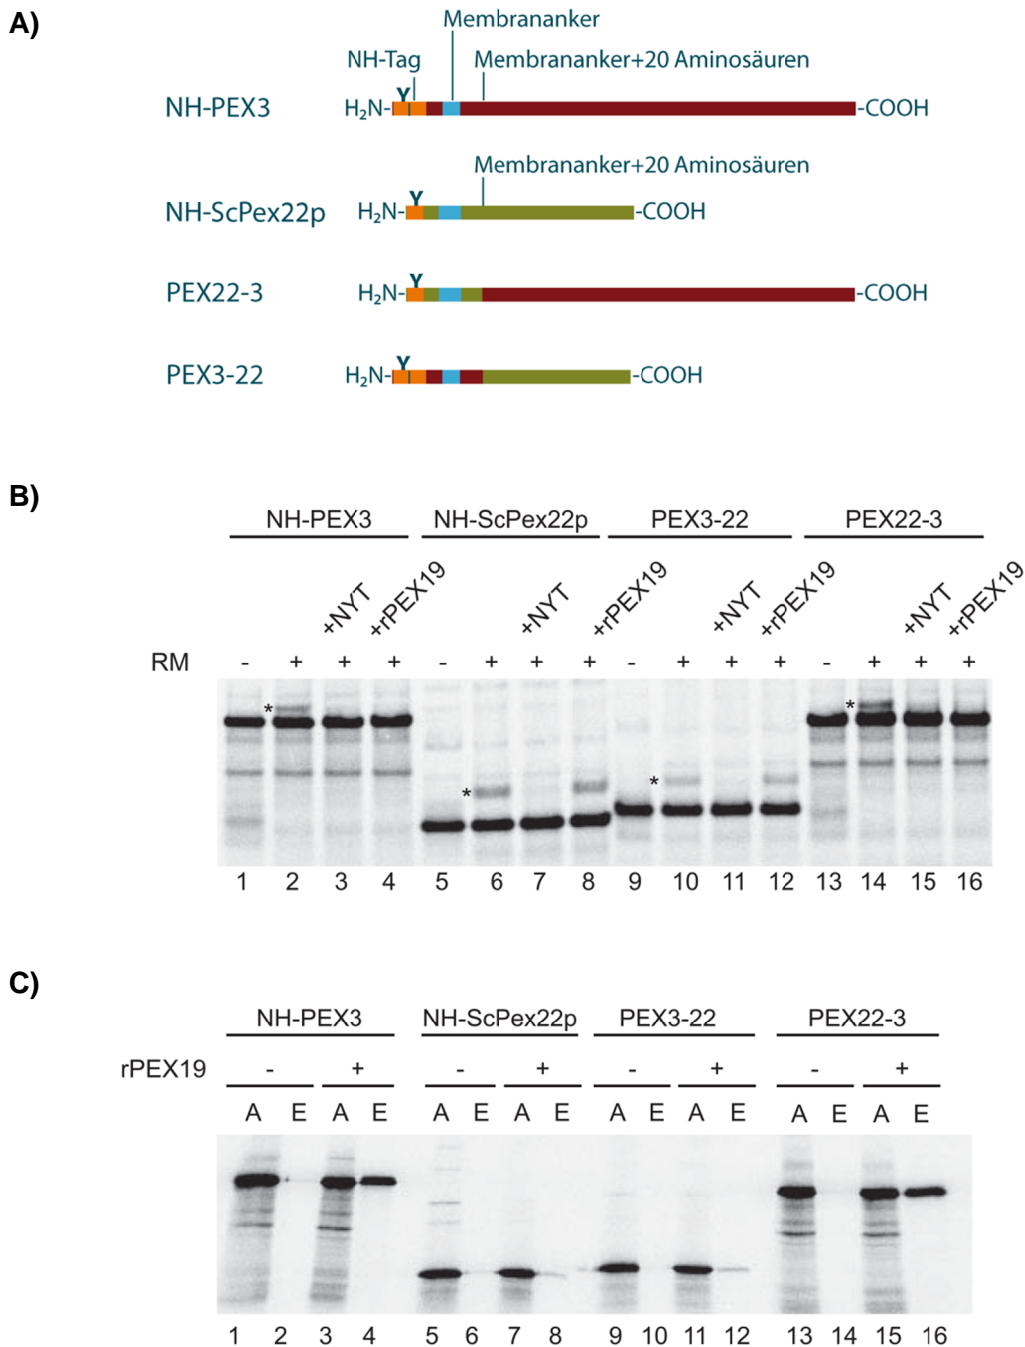 A)
Membrananker
NH-Tag
Membrananker+20 Aminosäuren
Y
NH-PEX3 H₂N- -COOH
Membrananker+20 Aminosäuren
Y
NH-ScPex22p H₂N- -COOH
Y
PEX22-3 H₂N- -COOH
Y
PEX3-22 H₂N- -COOH
B)
NH-PEX3 NH-ScPex22p PEX3-22 PEX22-3
+NYT +rPEX19 +NYT +rPEX19 +NYT +rPEX19 +NYT +rPEX19
RM - + + + - + + + - + + + - + + +
* * * *
1 2 3 4 5 6 7 8 9 10 11 12 13 14 15 16
C)
NH-PEX3 NH-ScPex22p PEX3-22 PEX22-3
rPEX19 - + - + - + - +
A E A E A E A E A E A E A E A E
1 2 3 4 5 6 7 8 9 10 11 12 13 14 15 16